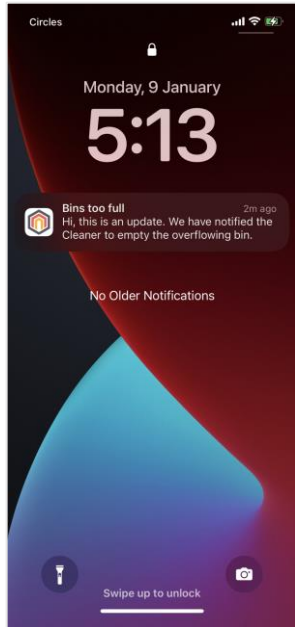 Circles
Monday, 9 January
5:13
Bins too full 2m ago
Hi, this is an update. We have notified the
Cleaner to empty the overflowing bin.
No Older Notifications
Swipe up to unlock